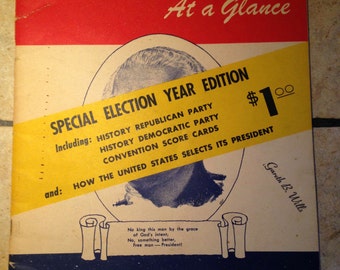 At a Glance
SPECIAL ELECTION YEAR EDITION
Including: HISTORY REPUBLICAN PARTY
HISTORY DEMOCRATIC PARTY
CONVENTION SCORE CARDS
and: HOW THE UNITED STATES SELECTS ITS PRESIDENT
$1.00
Gareth B. Wills
No king this man by the grace
of God's intent;
No, something better,
Free man — President!